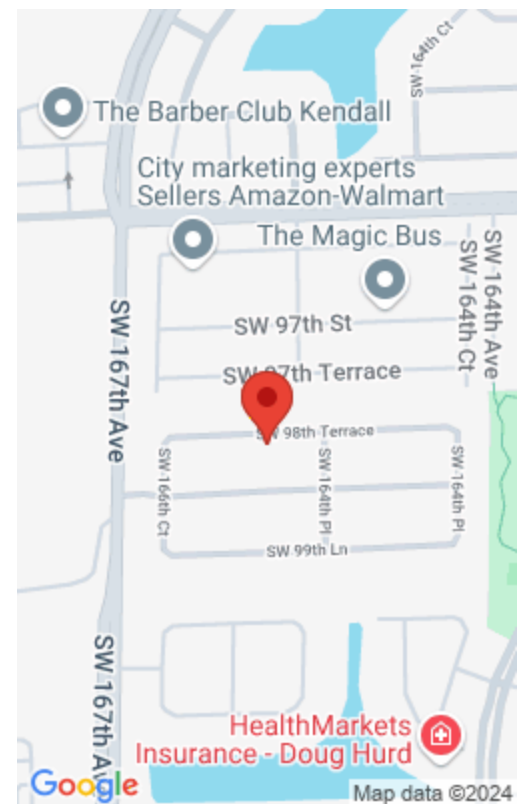 SW 164th Ct
The Barber Club Kendall
City marketing experts
Sellers Amazon-Walmart
The Magic Bus
SW 164th Ct
SW 164th Ave
SW 97th St
SW 167th Ave
SW 97th Terrace
SW 98th Terrace
SW 166th Ct
SW 164th Pl
SW 164th Pl
SW 99th Ln
SW 167th Av
HealthMarkets
Insurance - Doug Hurd
Google
Map data ©2024